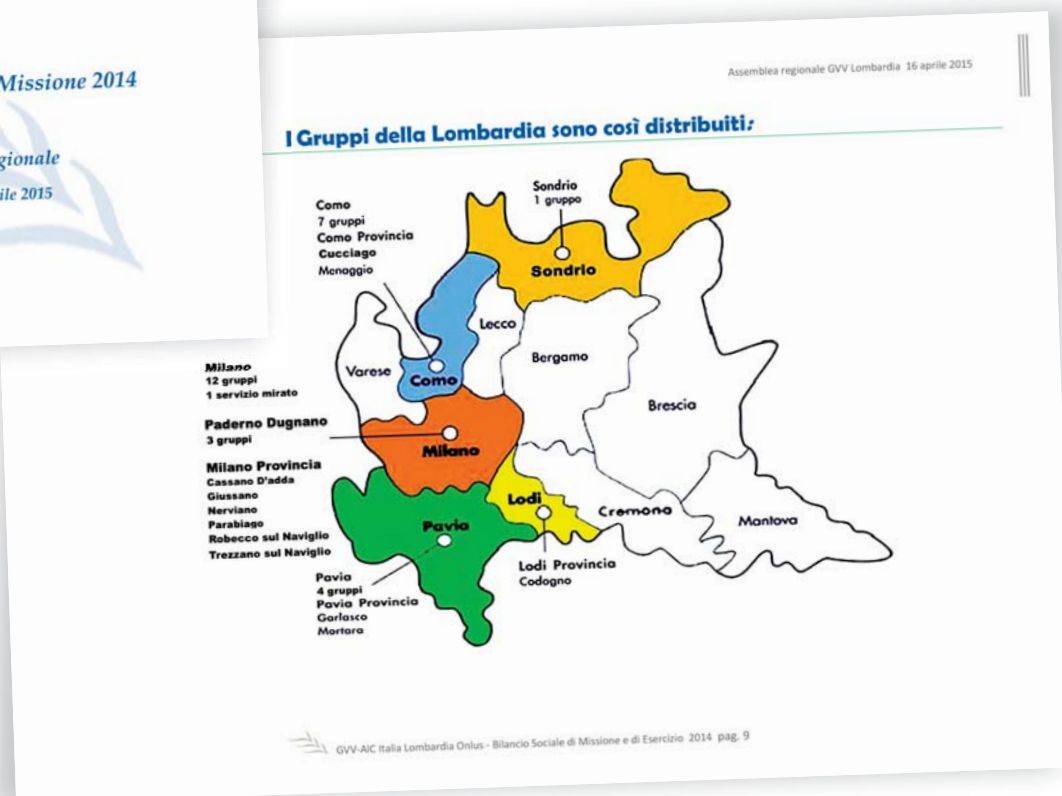 Missione 2014
gionale
ile 2015
Assemblea regionale GVV Lombardia 16 aprile 2015
I Gruppi della Lombardia sono così distribuiti:
Como
7 gruppi
Como Provincia
Cucciago
Menaggio
Sondrio
1 gruppo
Sondrio
Lecco
Varese
Como
Bergamo
Brescia
Milano
12 gruppi
1 servizio mirato
Paderno Dugnano
3 gruppi
Milano
Milano Provincia
Cassano D'adda
Giussano
Nerviano
Parabiago
Robecco sul Naviglio
Trezzano sul Naviglio
Lodi
Cremona
Mantova
Pavia
Lodi Provincia
Codogno
Pavia
4 gruppi
Pavia Provincia
Garlasco
Mortara
GVV-AIC Italia Lombardia Onlus - Bilancio Sociale di Missione e di Esercizio 2014 pag. 9